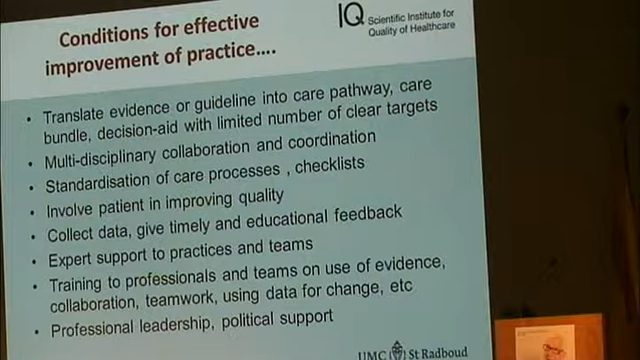 Conditions for effective
improvement of practice....
IQ Scientific Institute for
Quality of Healthcare
• Translate evidence or guideline into care pathway, care
bundle, decision-aid with limited number of clear targets
• Multi-disciplinary collaboration and coordination
• Standardisation of care processes , checklists
• Involve patient in improving quality
• Collect data, give timely and educational feedback
• Expert support to practices and teams
• Training to professionals and teams on use of evidence,
collaboration, teamwork, using data for change, etc
• Professional leadership, political support
UMC St Radboud